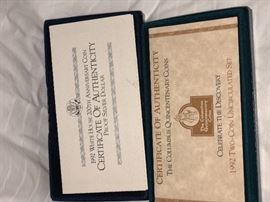 1992 WHITE HOUSE 200TH ANNIVERSARY COIN
CERTIFICATE OF AUTHENTICITY
PROOF SILVER DOLLAR
CERTIFICATE OF AUTHENTICITY
THE COLUMBUS QUINCENTENARY COINS
CELEBRATE THE DISCOVERY
1992 TWO-COIN UNCIRCULATED SET